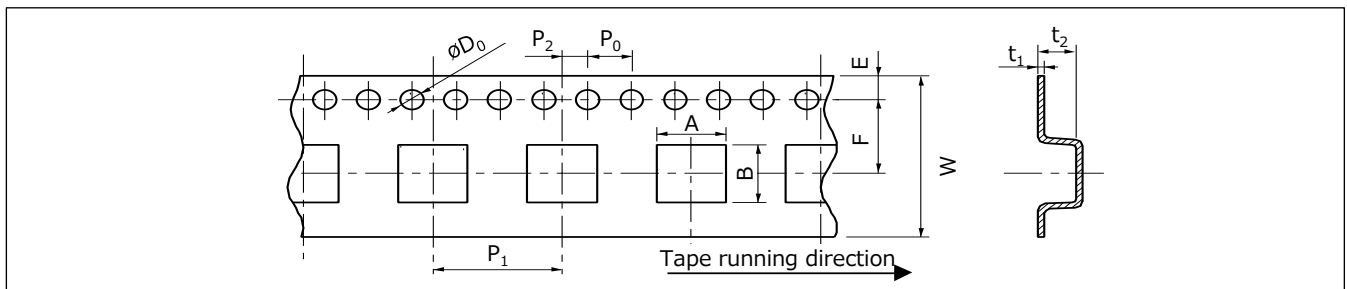 øD₀
P₂
P₀
E
t₁
t₂
A
F
B
W
P₁
Tape running direction